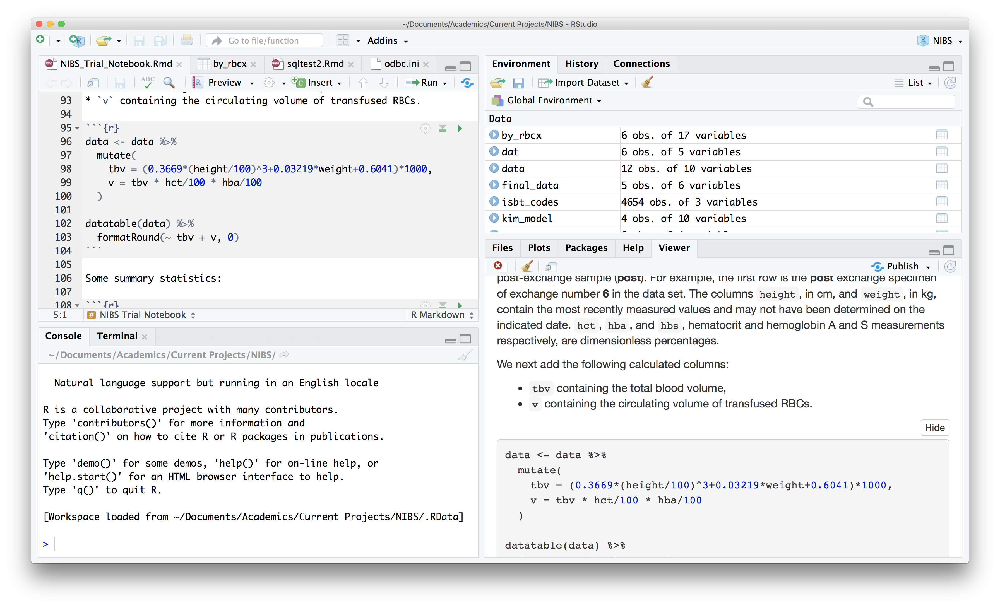 ~/Documents/Academics/Current Projects/NIBS - RStudio
Go to file/function
Addins
NIBS
NIBS_Trial_Notebook.Rmd
by_rbcx
sqltest2.Rmd
odbc.ini
ABC
Preview
Insert
Run
93 * `v` containing the circulating volume of transfused RBCs.
94
95 ```{r}
96 data <- data %>%
97 mutate(
98 tbv = (0.3669*(height/100)^3+0.03219*weight+0.6041)*1000,
99 v = tbv * hct/100 * hba/100
100 )
101
102 datatable(data) %>%
103 formatRound(~ tbv + v, 0)
104 ```
105
106 Some summary statistics:
107
108 ```{r}
5:1
# NIBS Trial Notebook
R Markdown
Console
Terminal
~/Documents/Academics/Current Projects/NIBS/
Natural language support but running in an English locale
R is a collaborative project with many contributors.
Type 'contributors()' for more information and
'citation()' on how to cite R or R packages in publications.
Type 'demo()' for some demos, 'help()' for on-line help, or
'help.start()' for an HTML browser interface to help.
Type 'q()' to quit R.
[Workspace loaded from ~/Documents/Academics/Current Projects/NIBS/.RData]
>
Environment
History
Connections
Import Dataset
List
Global Environment
Data
by_rbcx 6 obs. of 17 variables
dat 6 obs. of 5 variables
data 12 obs. of 10 variables
final_data 5 obs. of 6 variables
isbt_codes 4654 obs. of 3 variables
kim_model 4 obs. of 10 variables
Files
Plots
Packages
Help
Viewer
Publish
post-exchange sample (post). For example, the first row is the post exchange specimen
of exchange number 6 in the data set. The columns height , in cm, and weight , in kg,
contain the most recently measured values and may not have been determined on the
indicated date. hct , hba , and hbs , hematocrit and hemoglobin A and S measurements
respectively, are dimensionless percentages.
We next add the following calculated columns:
• tbv containing the total blood volume,
• v containing the circulating volume of transfused RBCs.
Hide
data <- data %>%
mutate(
tbv = (0.3669*(height/100)^3+0.03219*weight+0.6041)*1000,
v = tbv * hct/100 * hba/100
)
datatable(data) %>%